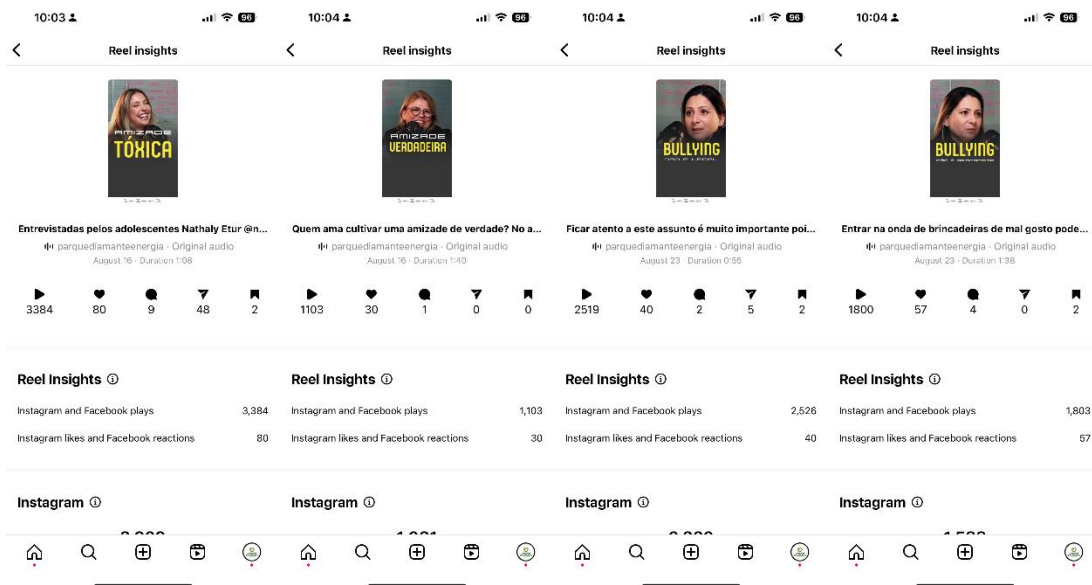 10:03
96
Reel insights
AMIZADE
TÓXICA
Entrevistadas pelos adolescentes Nathaly Etur @n...
parquediamanteenergia · Original audio
August 16 · Duration 1:08
3384 80 9 48 2
Reel Insights
Instagram and Facebook plays 3,384
Instagram likes and Facebook reactions 80
Instagram
10:04
96
Reel insights
AMIZADE
VERDADEIRA
Quem ama cultivar uma amizade de verdade? No a...
parquediamanteenergia · Original audio
August 16 · Duration 1:40
1103 30 1 0 0
Reel Insights
Instagram and Facebook plays 1,103
Instagram likes and Facebook reactions 30
Instagram
10:04
96
Reel insights
BULLYING
Ficar atento a este assunto é muito importante poi...
parquediamanteenergia · Original audio
August 23 · Duration 0:55
2519 40 2 5 2
Reel Insights
Instagram and Facebook plays 2,526
Instagram likes and Facebook reactions 40
Instagram
10:04
96
Reel insights
BULLYING
Entrar na onda de brincadeiras de mal gosto pode...
parquediamanteenergia · Original audio
August 23 · Duration 1:38
1800 57 4 0 2
Reel Insights
Instagram and Facebook plays 1,803
Instagram likes and Facebook reactions 57
Instagram